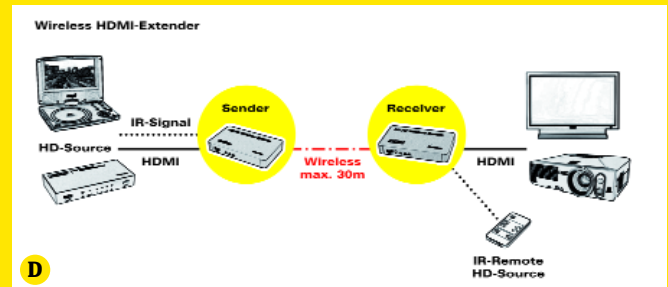 Wireless HDMI-Extender
Sender
Receiver
IR-Signal
HD-Source
HDMI
Wireless
max. 30m
HDMI
IR-Remote
HD-Source
D